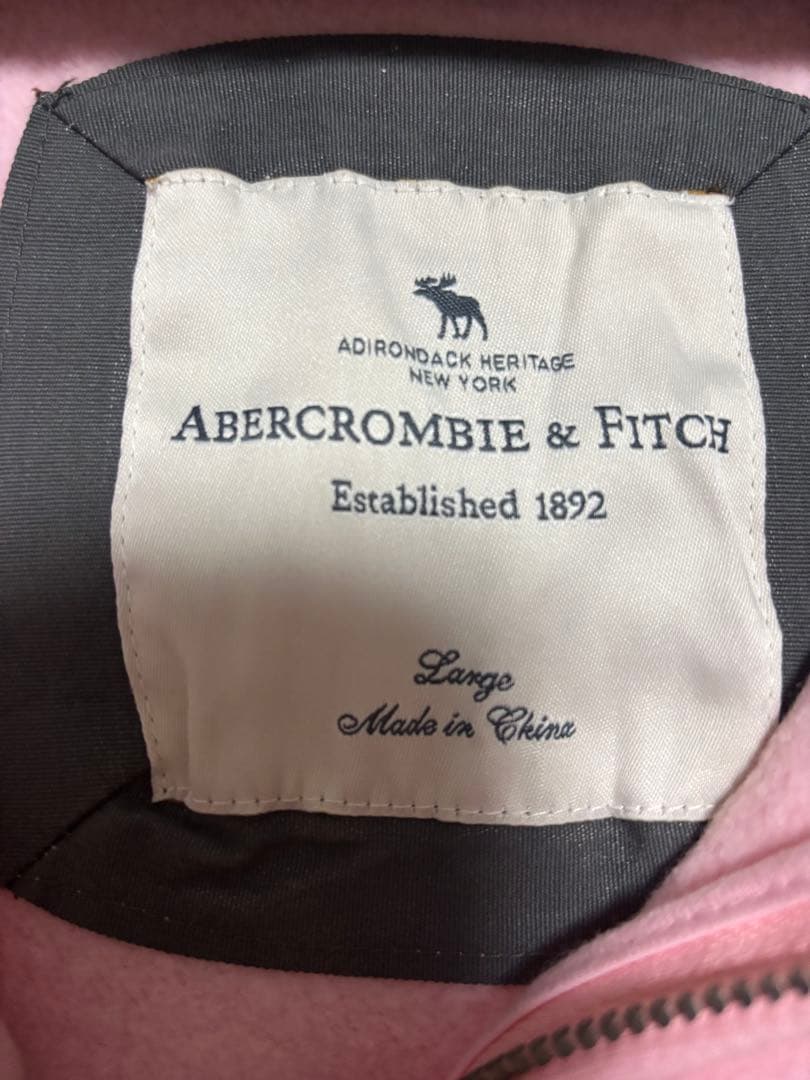 ADIRONDACK HERITAGE
NEW YORK
ABERCROMBIE & FITCH
Established 1892
Large
Made in China